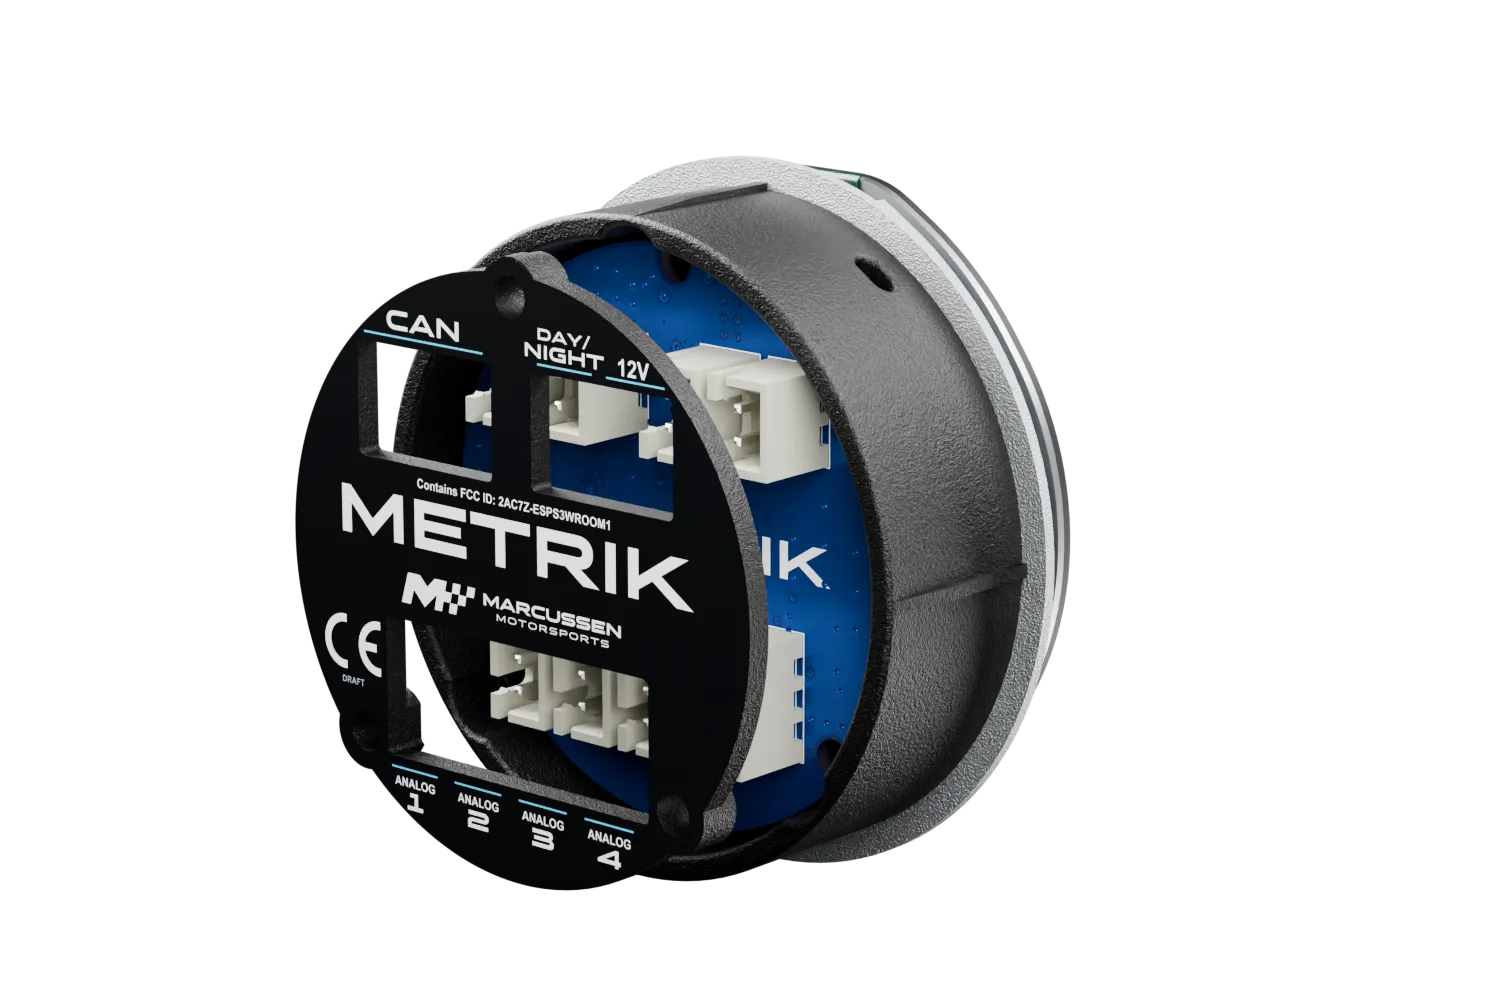 CAN
DAY/
NIGHT
12V
Contains FCC ID: 2AC7Z-ESPS3WROOM1
METRIK
IK
MARCUSSEN
MOTORSPORTS
CE
DRAFT
ANALOG
1
ANALOG
2
ANALOG
3
ANALOG
4